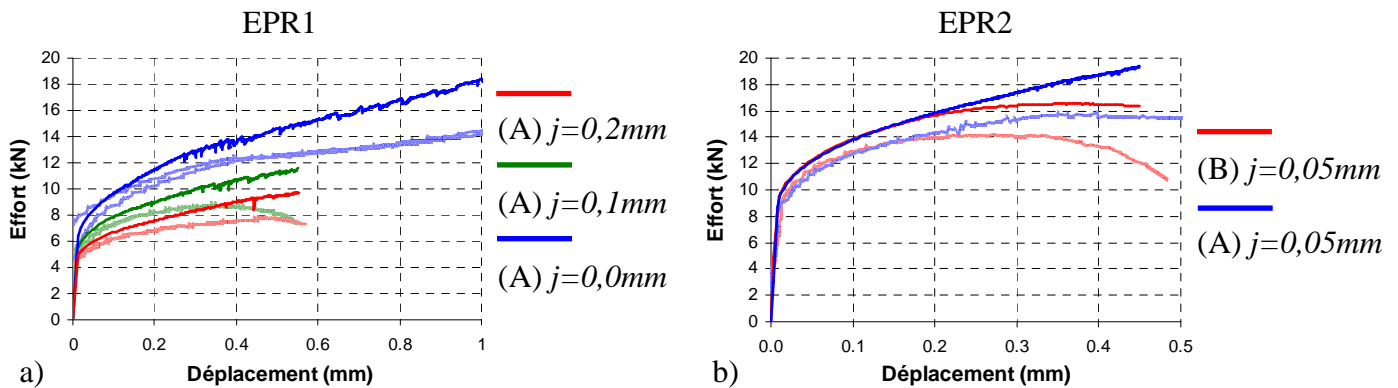 EPR1
20
18
16
14
12
10
8
6
4
2
0
Effort (kN)
0 0.2 0.4 0.6 0.8 1
Déplacement (mm)
a)
(A) j=0,2mm
(A) j=0,1mm
(A) j=0,0mm
EPR2
20
18
16
14
12
10
8
6
4
2
0
Effort (kN)
0.0 0.1 0.2 0.3 0.4 0.5
Déplacement (mm)
b)
(B) j=0,05mm
(A) j=0,05mm